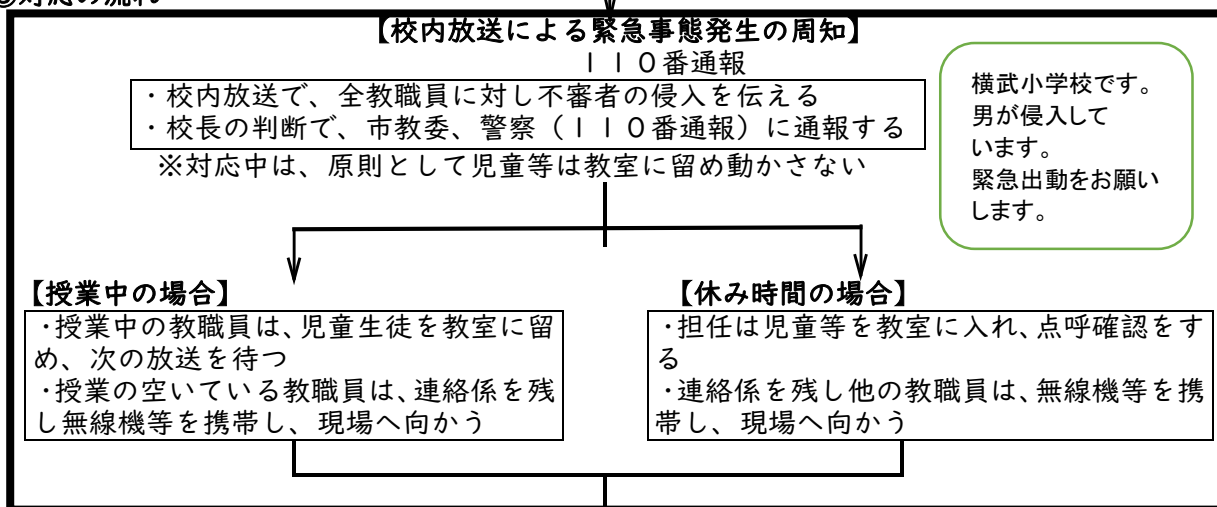 対応の流れ
【校内放送による緊急事態発生の周知】
１１０番通報
・校内放送で、全教職員に対し不審者の侵入を伝える
・校長の判断で、市教委、警察（１１０番通報）に通報する
※対応中は、原則として児童等は教室に留め動かさない
横武小学校です。
男が侵入して
います。
緊急出動をお願い
します。
【授業中の場合】
・授業中の教職員は、児童生徒を教室に留
め、次の放送を待つ
・授業の空いている教職員は、連絡係を残
し無線機等を携帯し、現場へ向かう
【休み時間の場合】
・担任は児童等を教室に入れ、点呼確認をす
る
・連絡係を残し他の教職員は、無線機等を携
帯し、現場へ向かう